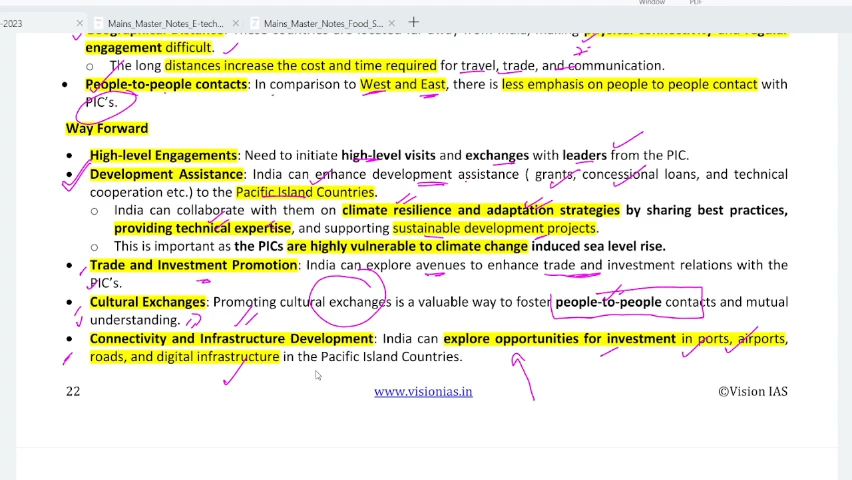 Window PDF
-2023 × Mains_Master_Notes_E-tech... × Mains_Master_Notes_Food_S... × +
engagement difficult.
o The long distances increase the cost and time required for travel, trade, and communication.
• People-to-people contacts: In comparison to West and East, there is less emphasis on people to people contact with
PIC's.
Way Forward
• High-level Engagements: Need to initiate high-level visits and exchanges with leaders from the PIC.
• Development Assistance: India can enhance development assistance ( grants, concessional loans, and technical
cooperation etc.) to the Pacific Island Countries.
o India can collaborate with them on climate resilience and adaptation strategies by sharing best practices,
providing technical expertise, and supporting sustainable development projects.
o This is important as the PICs are highly vulnerable to climate change induced sea level rise.
• Trade and Investment Promotion: India can explore avenues to enhance trade and investment relations with the
PIC's.
• Cultural Exchanges: Promoting cultural exchanges is a valuable way to foster people-to-people contacts and mutual
understanding.
• Connectivity and Infrastructure Development: India can explore opportunities for investment in ports, airports,
roads, and digital infrastructure in the Pacific Island Countries.
22 www.visionias.in ©Vision IAS